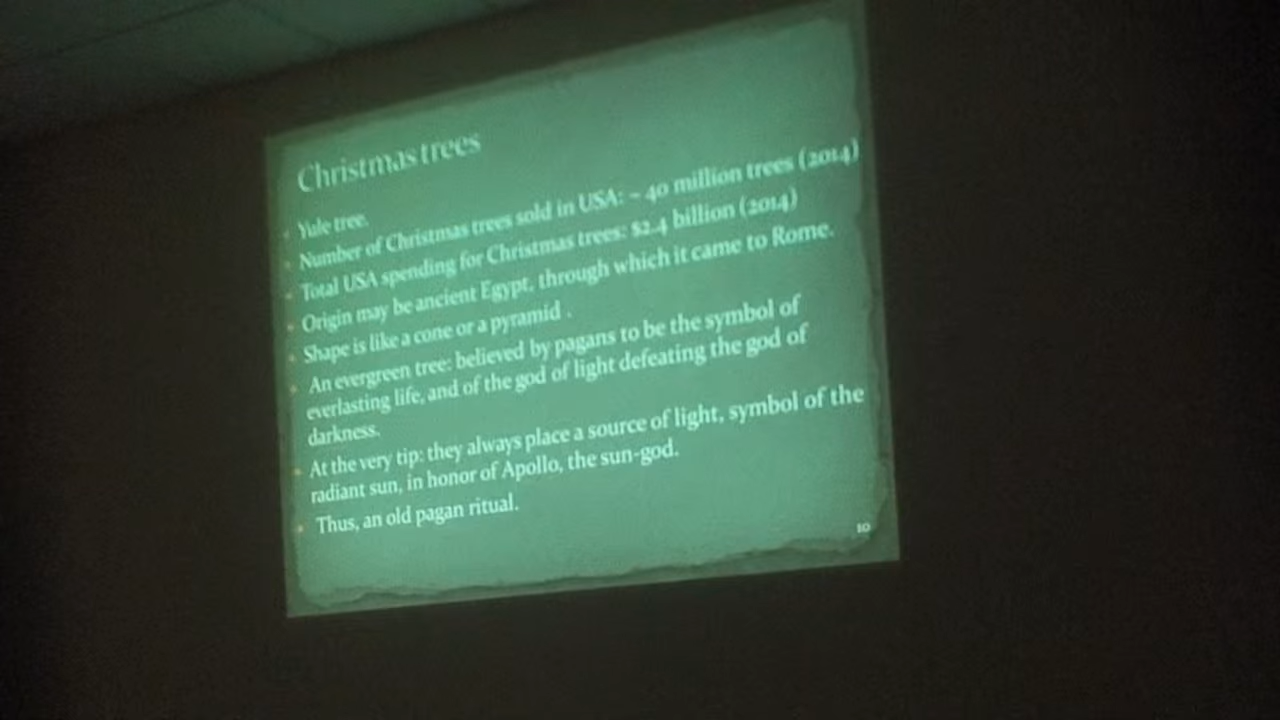 Christmas trees
Yule tree.
Number of Christmas trees sold in USA: ~ 40 million trees (2014)
Total USA spending for Christmas trees: $2.4 billion (2014)
Origin may be ancient Egypt, through which it came to Rome.
Shape is like a cone or a pyramid .
An evergreen tree: believed by pagans to be the symbol of
everlasting life, and of the god of light defeating the god of
darkness.
At the very tip: they always place a source of light, symbol of the
radiant sun, in honor of Apollo, the sun-god.
Thus, an old pagan ritual.
10